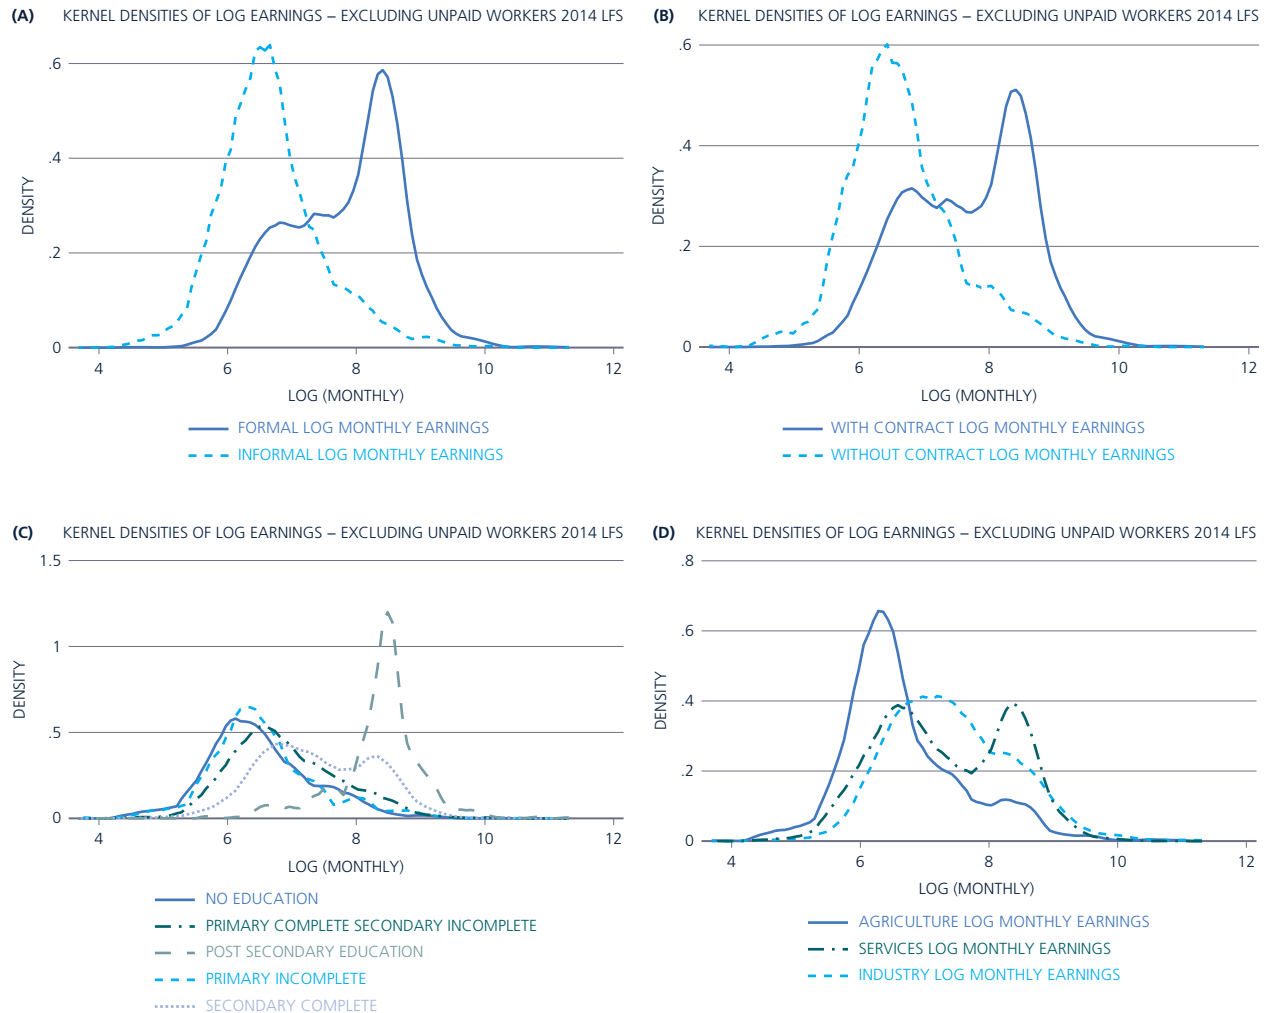 (A) KERNEL DENSITIES OF LOG EARNINGS – EXCLUDING UNPAID WORKERS 2014 LFS
.6
.4
.2
0
DENSITY
4 6 8 10 12
LOG (MONTHLY)
FORMAL LOG MONTHLY EARNINGS
INFORMAL LOG MONTHLY EARNINGS
(B) KERNEL DENSITIES OF LOG EARNINGS – EXCLUDING UNPAID WORKERS 2014 LFS
.6
.4
.2
0
DENSITY
4 6 8 10 12
LOG (MONTHLY)
WITH CONTRACT LOG MONTHLY EARNINGS
WITHOUT CONTRACT LOG MONTHLY EARNINGS
(C) KERNEL DENSITIES OF LOG EARNINGS – EXCLUDING UNPAID WORKERS 2014 LFS
1.5
1
.5
0
DENSITY
4 6 8 10 12
LOG (MONTHLY)
NO EDUCATION
PRIMARY COMPLETE SECONDARY INCOMPLETE
POST SECONDARY EDUCATION
PRIMARY INCOMPLETE
SECONDARY COMPLETE
(D) KERNEL DENSITIES OF LOG EARNINGS – EXCLUDING UNPAID WORKERS 2014 LFS
.8
.6
.4
.2
0
DENSITY
4 6 8 10 12
LOG (MONTHLY)
AGRICULTURE LOG MONTHLY EARNINGS
SERVICES LOG MONTHLY EARNINGS
INDUSTRY LOG MONTHLY EARNINGS